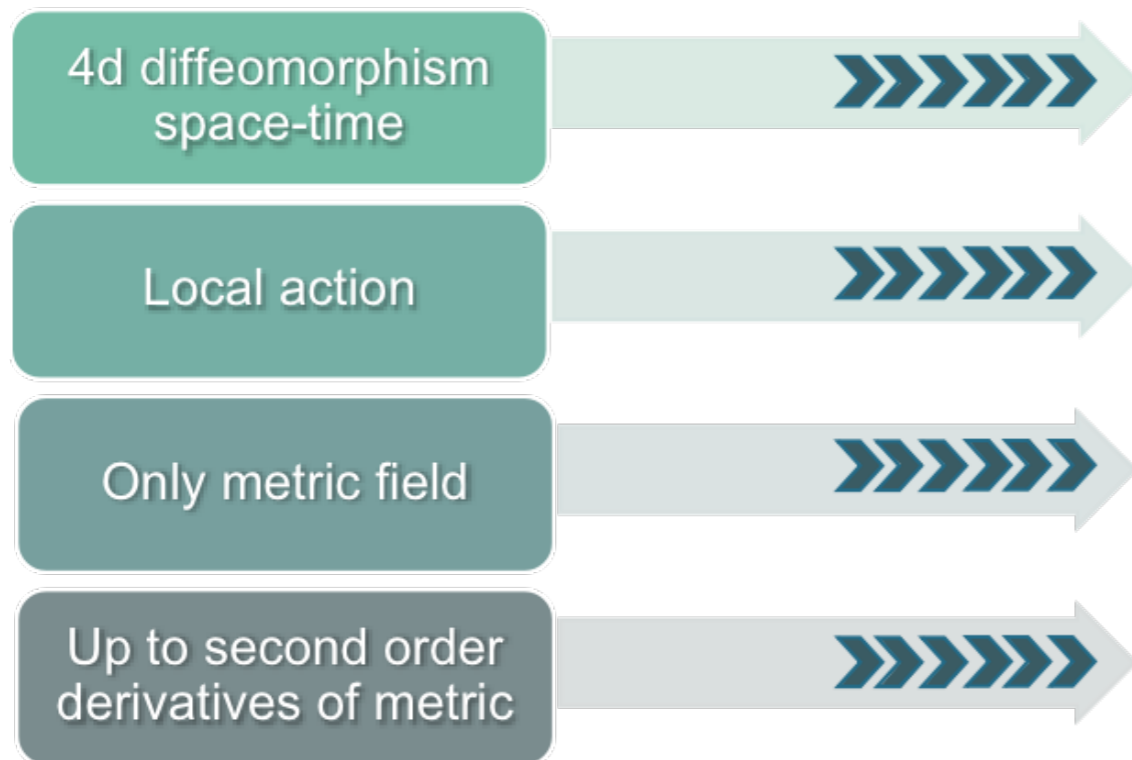 4d diffeomorphism
space-time
Local action
Only metric field
Up to second order
derivatives of metric